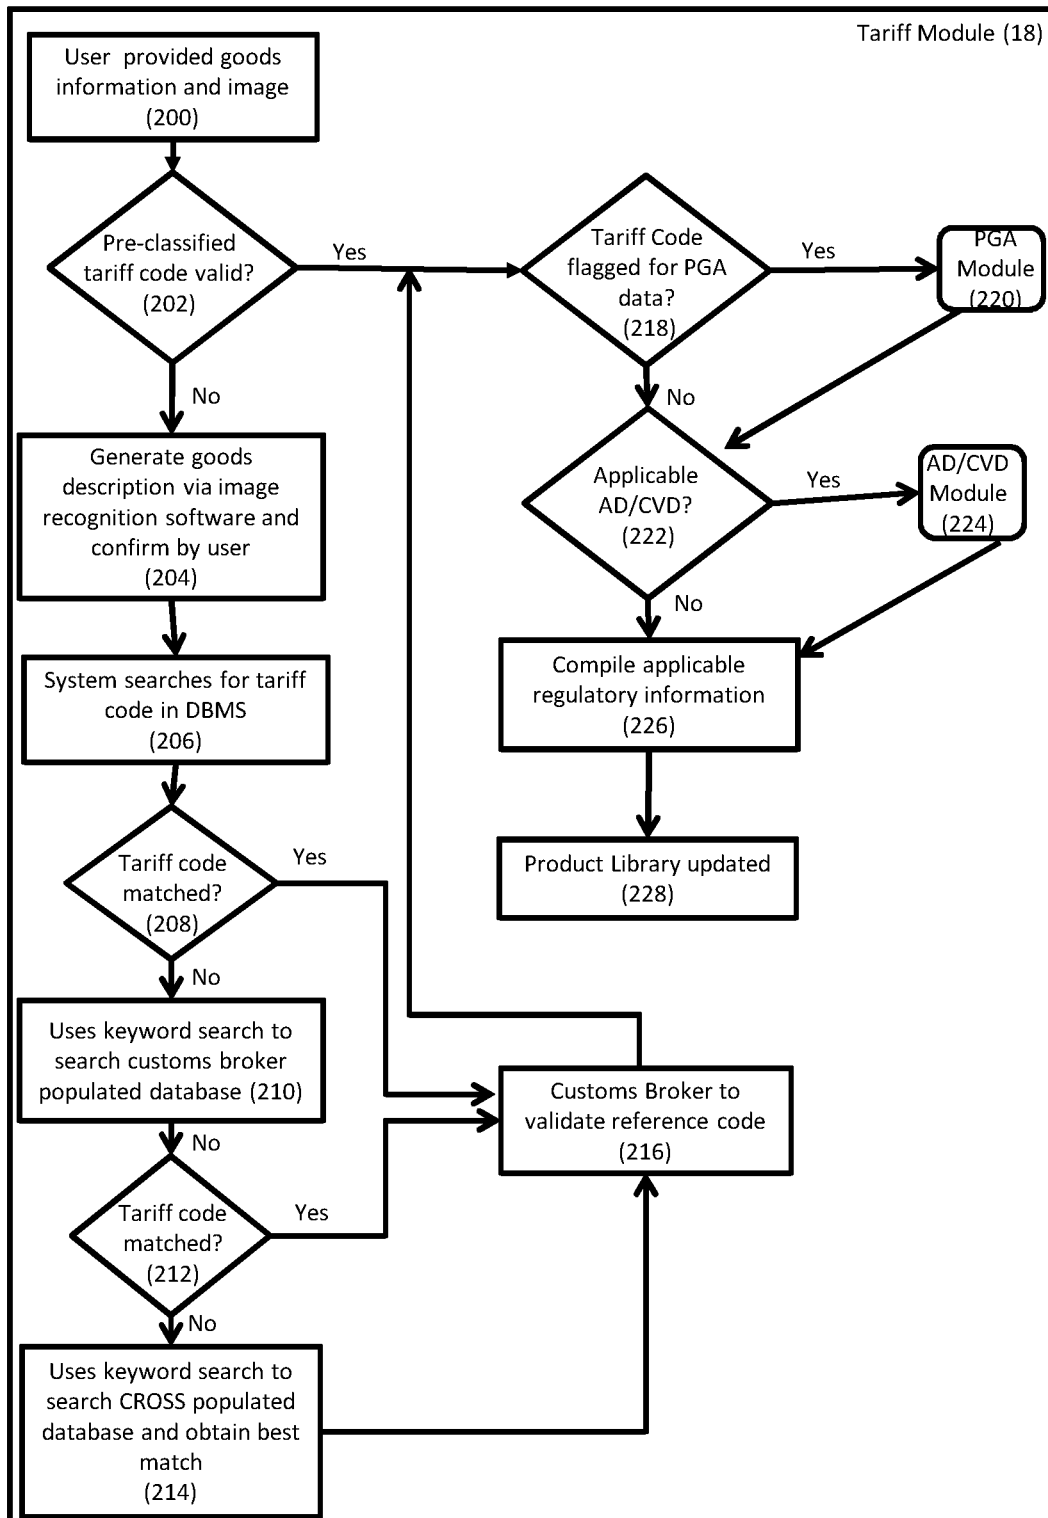 Tariff Module (18)
User provided goods
information and image
(200)
Pre-classified
tariff code valid?
(202)
Yes
No
Generate goods
description via image
recognition software and
confirm by user
(204)
System searches for tariff
code in DBMS
(206)
Tariff code
matched?
(208)
Yes
No
Uses keyword search to
search customs broker
populated database (210)
No
Tariff code
matched?
(212)
Yes
No
Uses keyword search to
search CROSS populated
database and obtain best
match
(214)
Customs Broker to
validate reference code
(216)
Tariff Code
flagged for PGA
data?
(218)
Yes
No
PGA
Module
(220)
Applicable
AD/CVD?
(222)
Yes
No
AD/CVD
Module
(224)
Compile applicable
regulatory information
(226)
Product Library updated
(228)